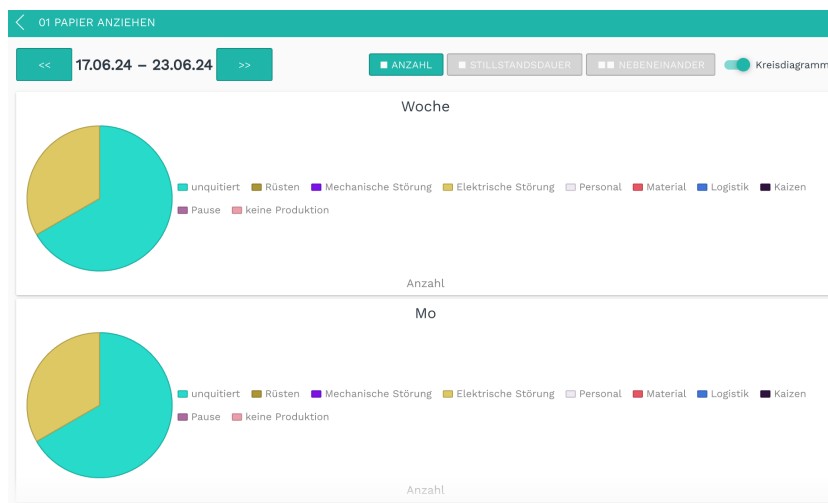 01 PAPIER ANZIEHEN
<< 17.06.24 – 23.06.24 >> ANZAHL STILLSTANDSDAUER NEBENEINANDER Kreisdiagramm
Woche
unquitiert Rüsten Mechanische Störung Elektrische Störung Personal Material Logistik Kaizen
Pause keine Produktion
Anzahl
Mo
unquitiert Rüsten Mechanische Störung Elektrische Störung Personal Material Logistik Kaizen
Pause keine Produktion
Anzahl